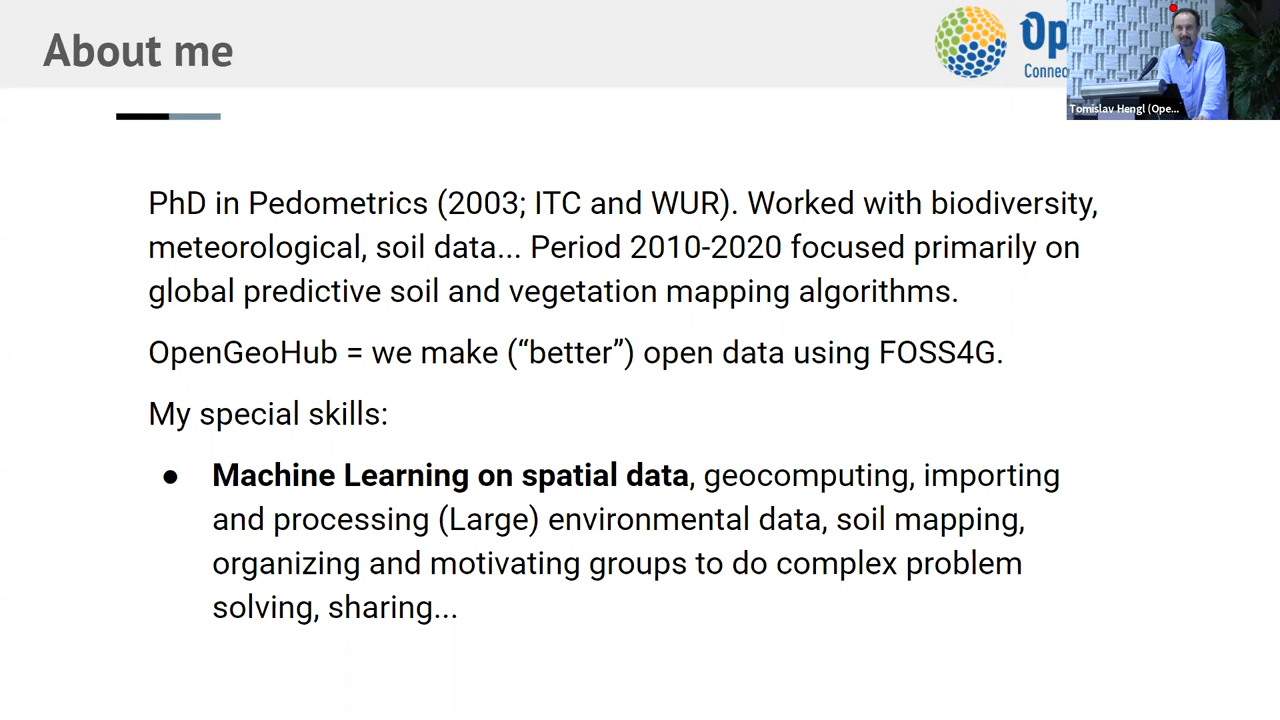 About me
Op
Connec
Tomislav Hengl (Ope...
PhD in Pedometrics (2003; ITC and WUR). Worked with biodiversity,
meteorological, soil data... Period 2010-2020 focused primarily on
global predictive soil and vegetation mapping algorithms.
OpenGeoHub = we make (“better”) open data using FOSS4G.
My special skills:
● Machine Learning on spatial data, geocomputing, importing
and processing (Large) environmental data, soil mapping,
organizing and motivating groups to do complex problem
solving, sharing...